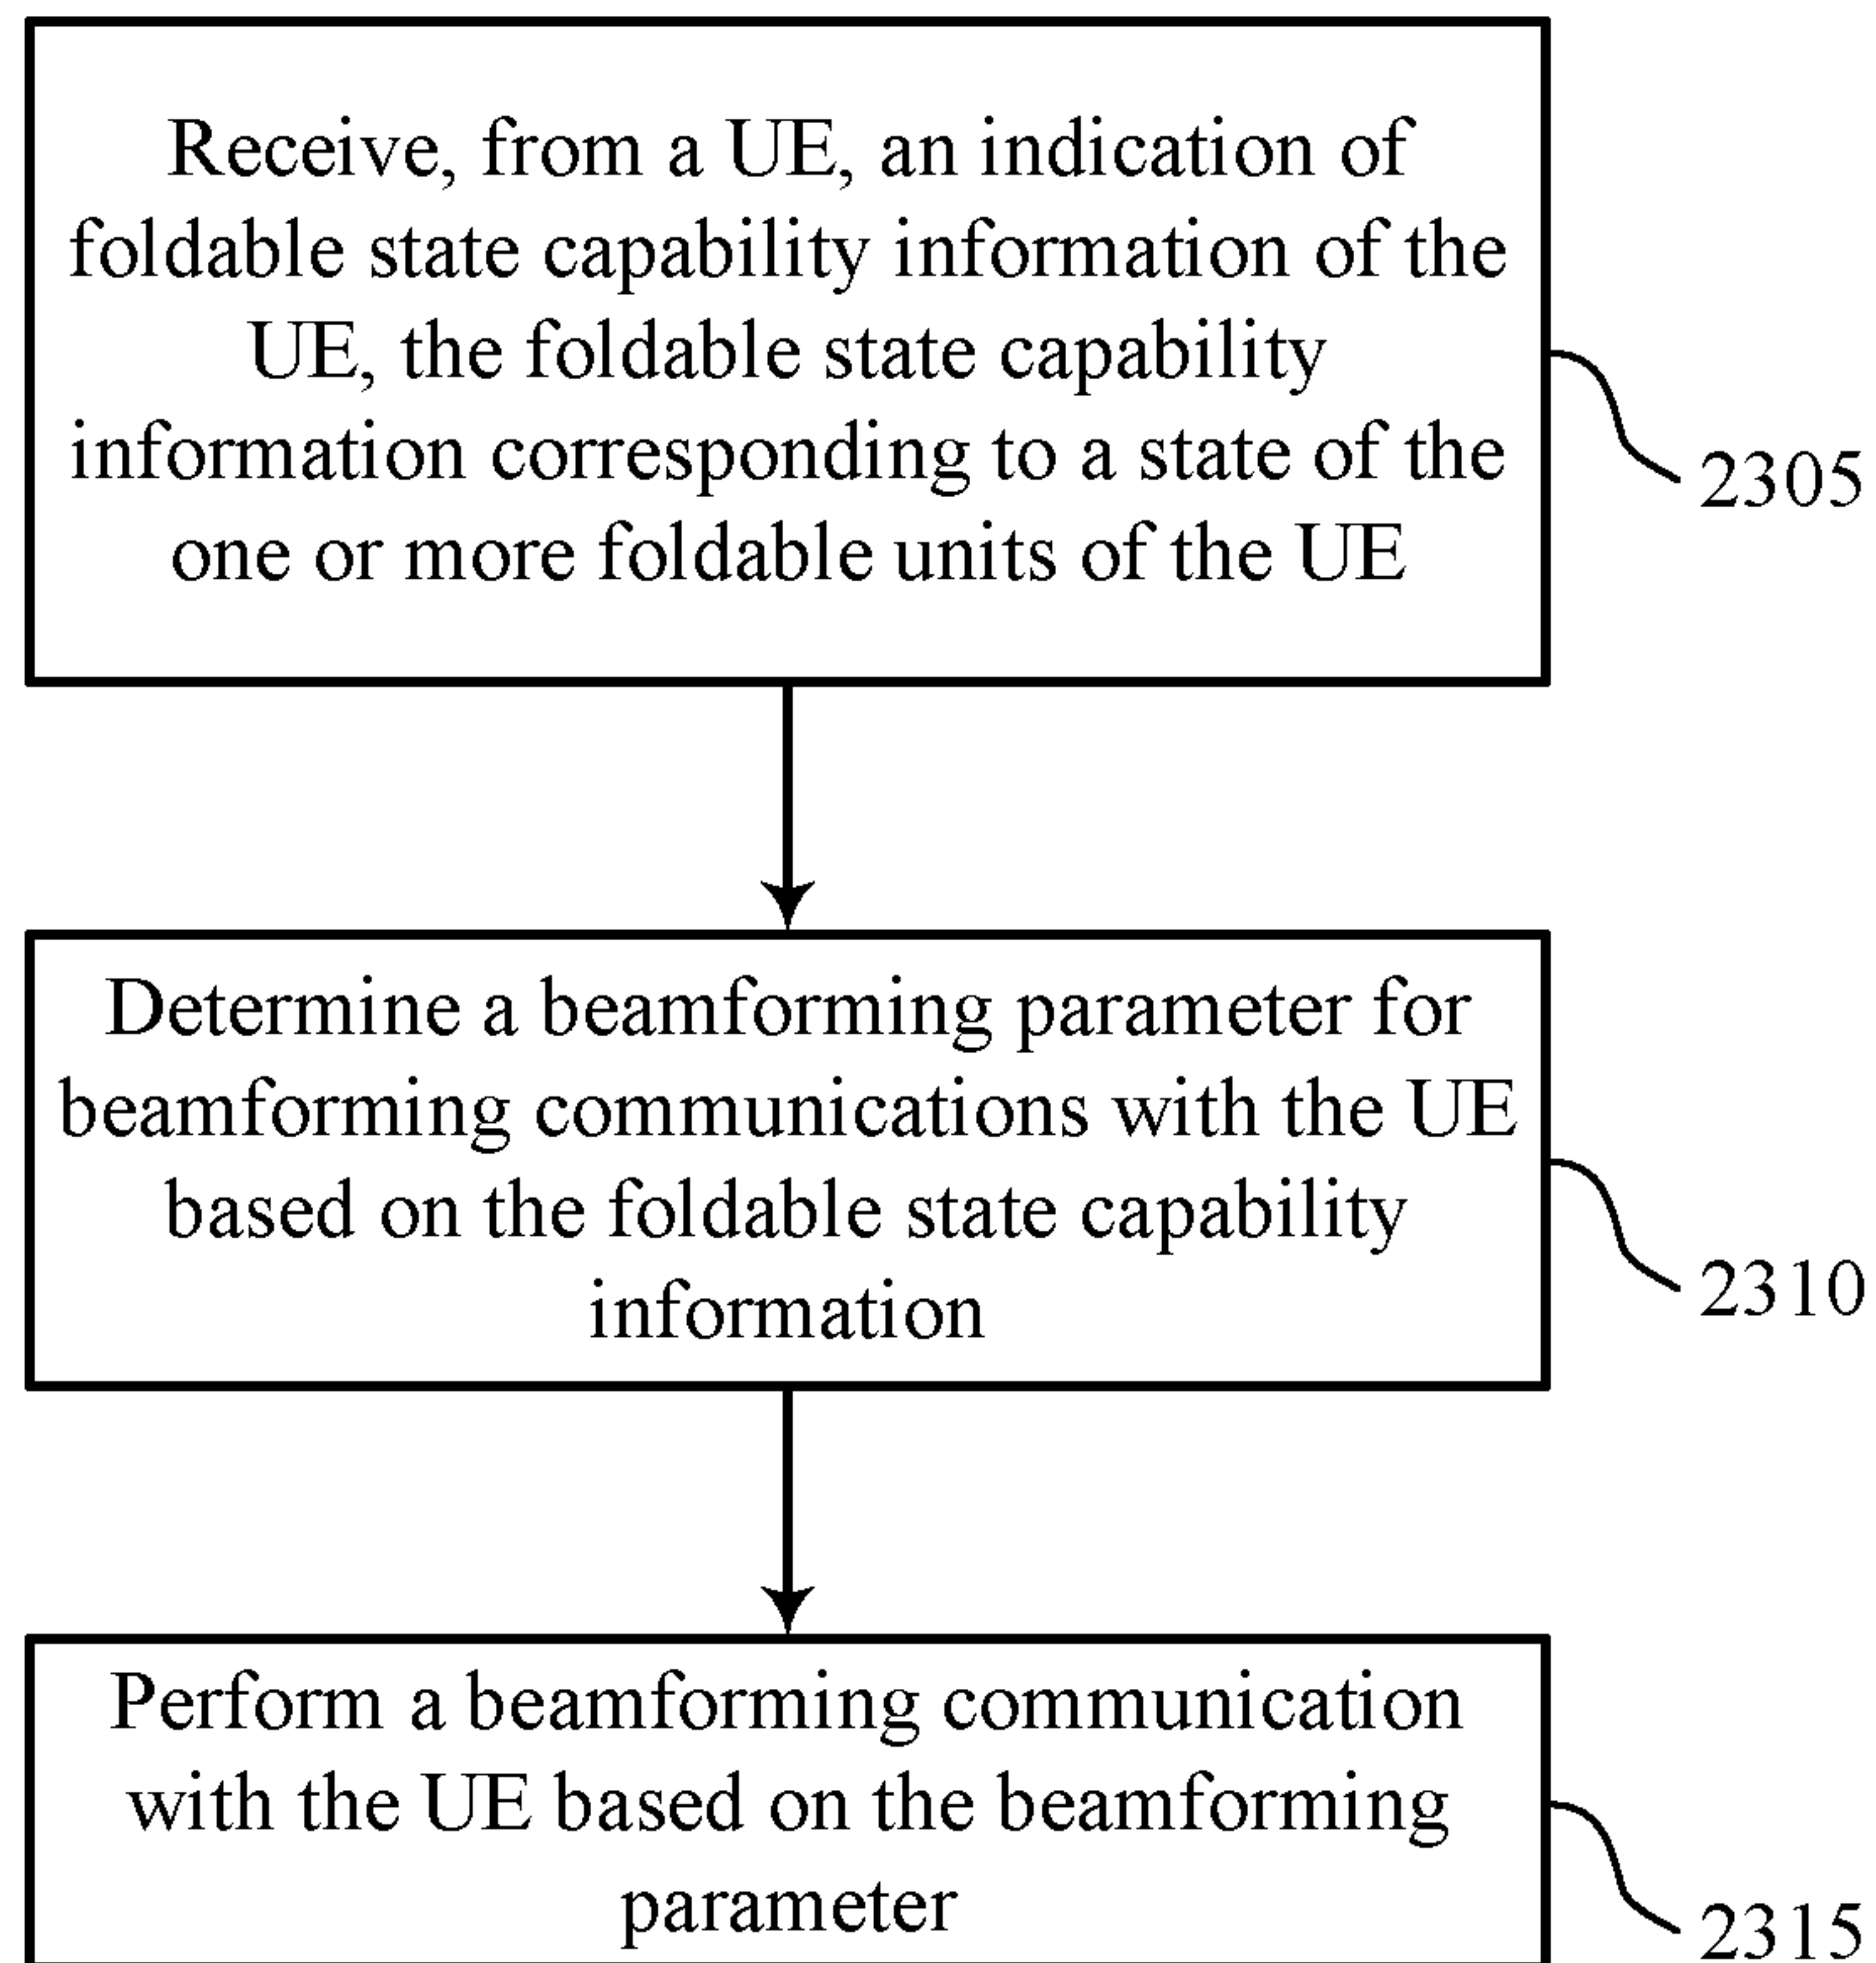 Receive, from a UE, an indication of
foldable state capability information of the
UE, the foldable state capability
information corresponding to a state of the
one or more foldable units of the UE
2305
Determine a beamforming parameter for
beamforming communications with the UE
based on the foldable state capability
information
2310
Perform a beamforming communication
with the UE based on the beamforming
parameter
2315